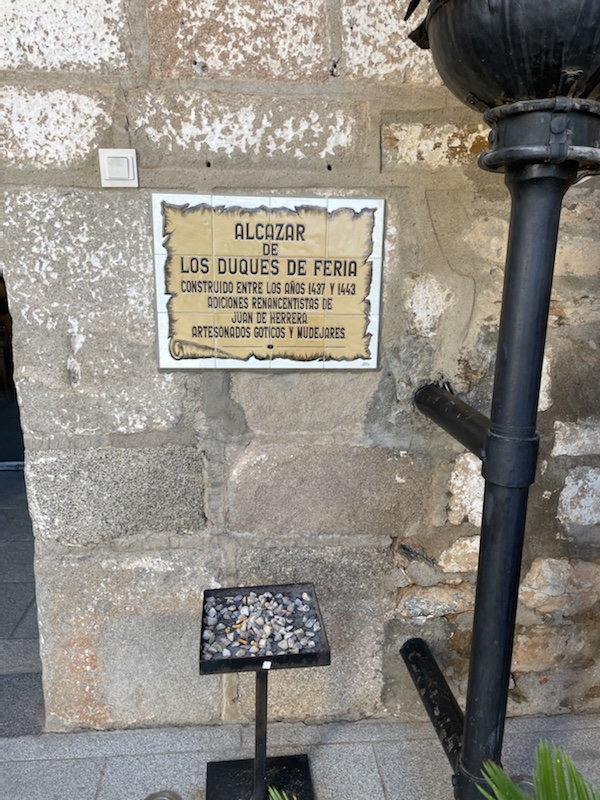 ALCAZAR
DE
LOS DUQUES DE FERIA
CONSTRUIDO ENTRE LOS AÑOS 1437 Y 1443
ADICIONES RENANCENTISTAS DE
JUAN DE HERRERA
ARTESONADOS GOTICOS Y MUDEJARES.